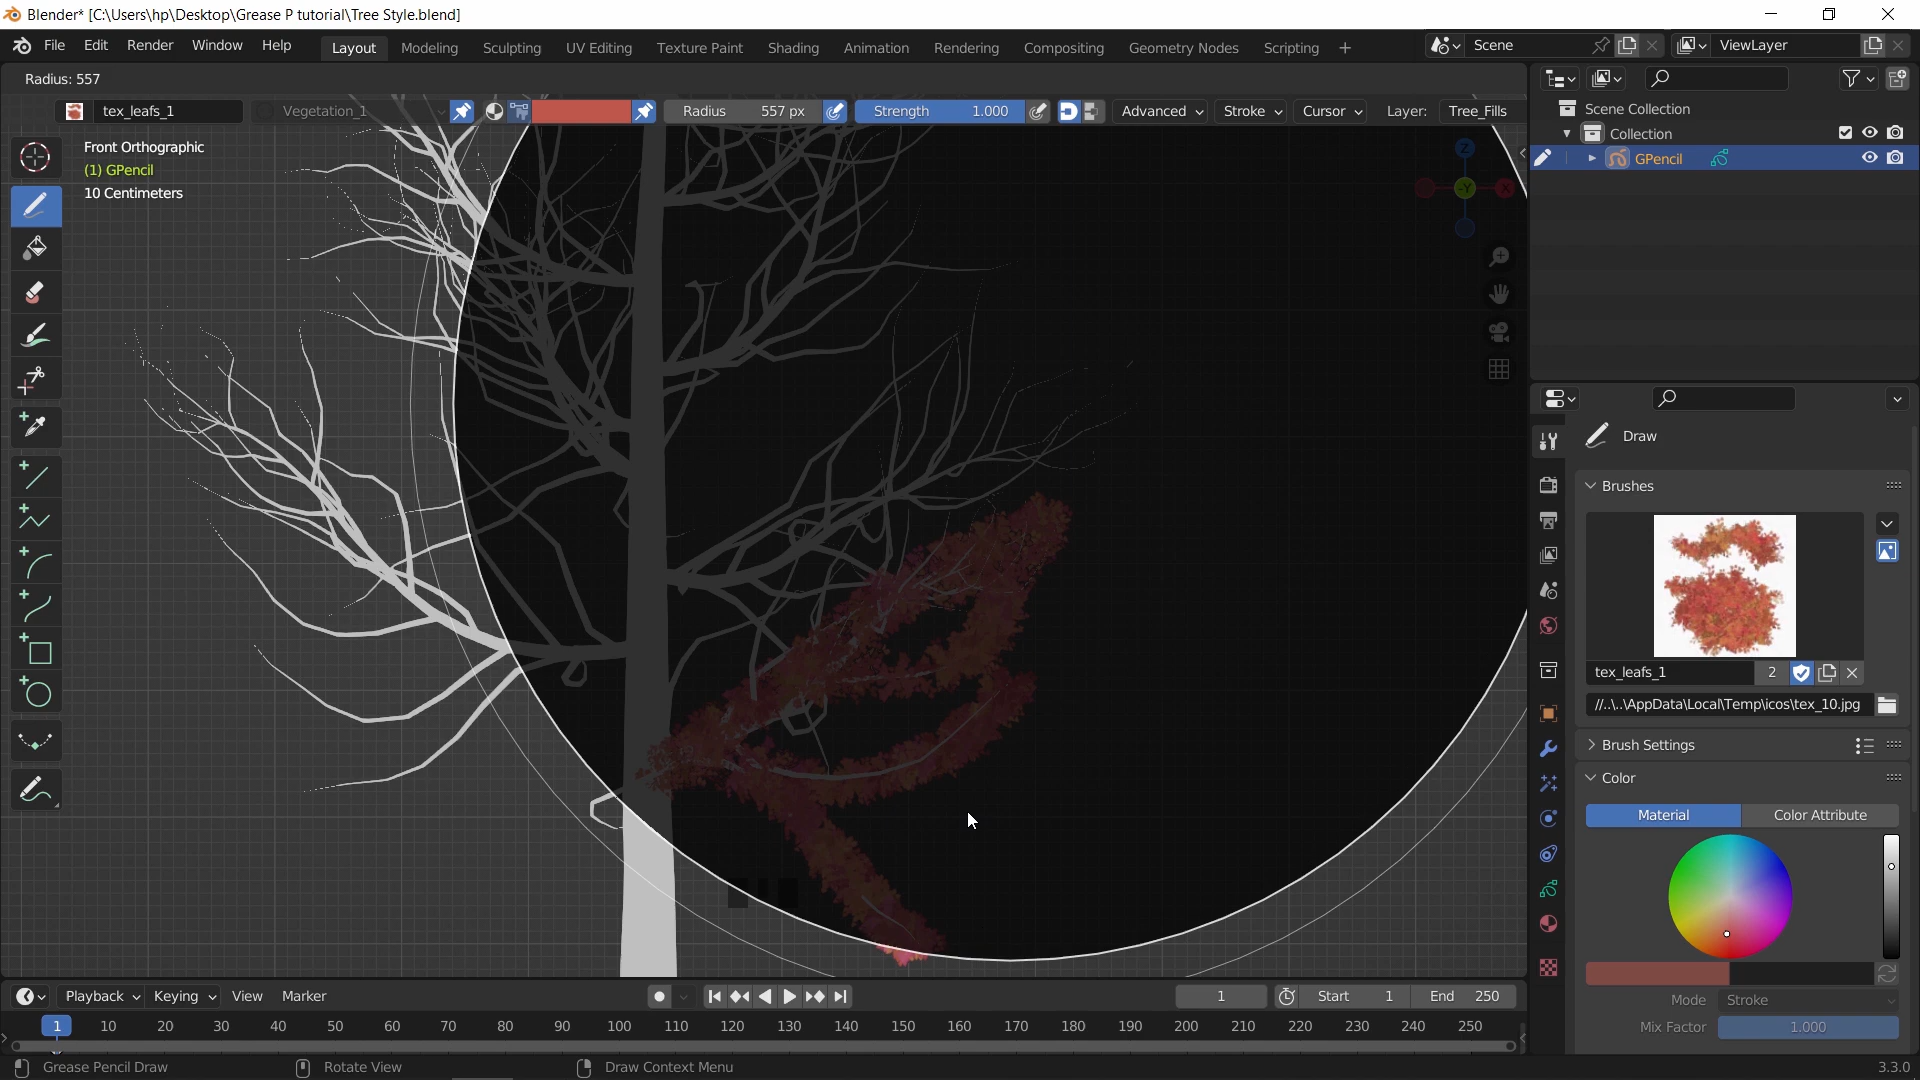 Blender* [C:\Users\hp\Desktop\Grease P tutorial\Tree Style.blend]
File Edit Render Window Help Layout Modeling Sculpting UV Editing Texture Paint Shading Animation Rendering Compositing Geometry Nodes Scripting + Scene ViewLayer
Radius: 557
tex_leafs_1 Vegetation_1 Radius 557 px Strength 1.000 Advanced Stroke Cursor Layer: Tree_Fills
Front Orthographic
(1) GPencil
10 Centimeters
Z
-Y X
Scene Collection
Collection
GPencil
Draw
Brushes
tex_leafs_1 2
//..\..\AppData\Local\Temp\icos\tex_10.jpg
Brush Settings
Color
Material Color Attribute
Mode Stroke
Mix Factor 1.000
Playback Keying View Marker 1 Start 1 End 250
1 10 20 30 40 50 60 70 80 90 100 110 120 130 140 150 160 170 180 190 200 210 220 230 240 250
Grease Pencil Draw Rotate View Draw Context Menu 3.3.0